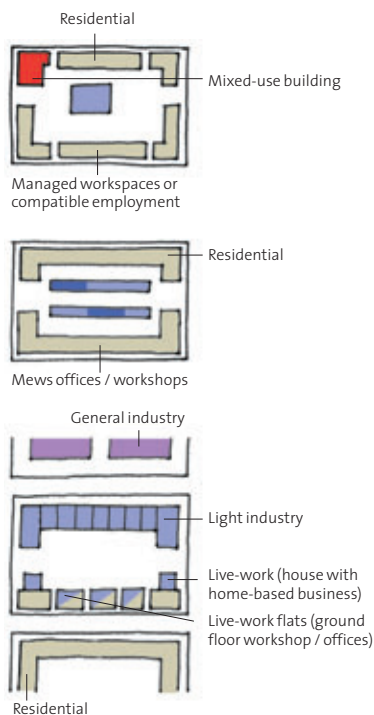 Residential
Mixed-use building
Managed workspaces or
compatible employment
Residential
Mews offices / workshops
General industry
Light industry
Live-work (house with
home-based business)
Live-work flats (ground
floor workshop / offices)
Residential